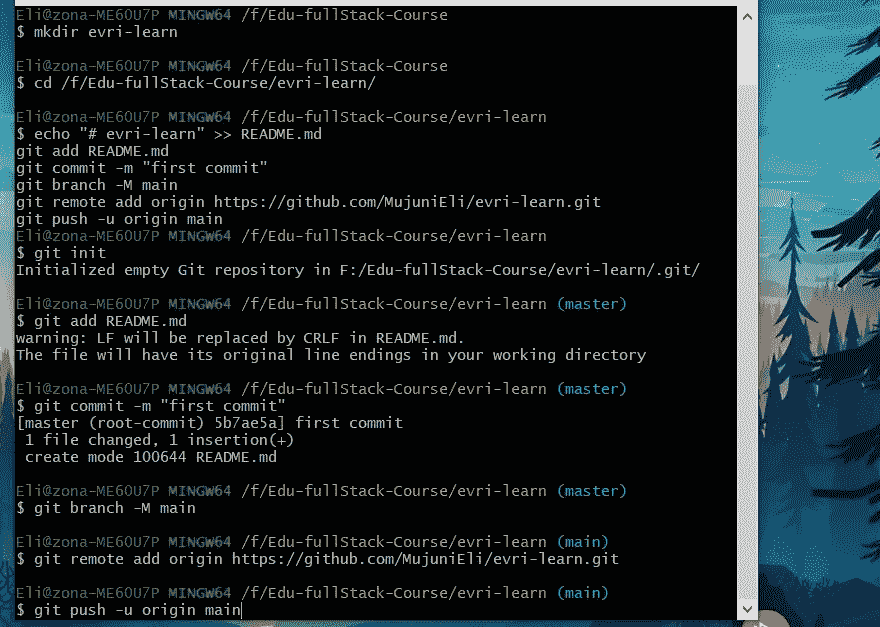 Eli@zona-ME6OU7P MINGW64 /f/Edu-fullStack-Course
$ mkdir evri-learn
Eli@zona-ME6OU7P MINGW64 /f/Edu-fullStack-Course
$ cd /f/Edu-fullStack-Course/evri-learn/
Eli@zona-ME6OU7P MINGW64 /f/Edu-fullStack-Course/evri-learn
$ echo "# evri-learn" >> README.md
git add README.md
git commit -m "first commit"
git branch -M main
git remote add origin https://github.com/MujuniEli/evri-learn.git
git push -u origin main
Eli@zona-ME6OU7P MINGW64 /f/Edu-fullStack-Course/evri-learn
$ git init
Initialized empty Git repository in F:/Edu-fullStack-Course/evri-learn/.git/
Eli@zona-ME6OU7P MINGW64 /f/Edu-fullStack-Course/evri-learn (master)
$ git add README.md
warning: LF will be replaced by CRLF in README.md.
The file will have its original line endings in your working directory
Eli@zona-ME6OU7P MINGW64 /f/Edu-fullStack-Course/evri-learn (master)
$ git commit -m "first commit"
[master (root-commit) 5b7ae5a] first commit
1 file changed, 1 insertion(+)
create mode 100644 README.md
Eli@zona-ME6OU7P MINGW64 /f/Edu-fullStack-Course/evri-learn (master)
$ git branch -M main
Eli@zona-ME6OU7P MINGW64 /f/Edu-fullStack-Course/evri-learn (main)
$ git remote add origin https://github.com/MujuniEli/evri-learn.git
Eli@zona-ME6OU7P MINGW64 /f/Edu-fullStack-Course/evri-learn (main)
$ git push -u origin main